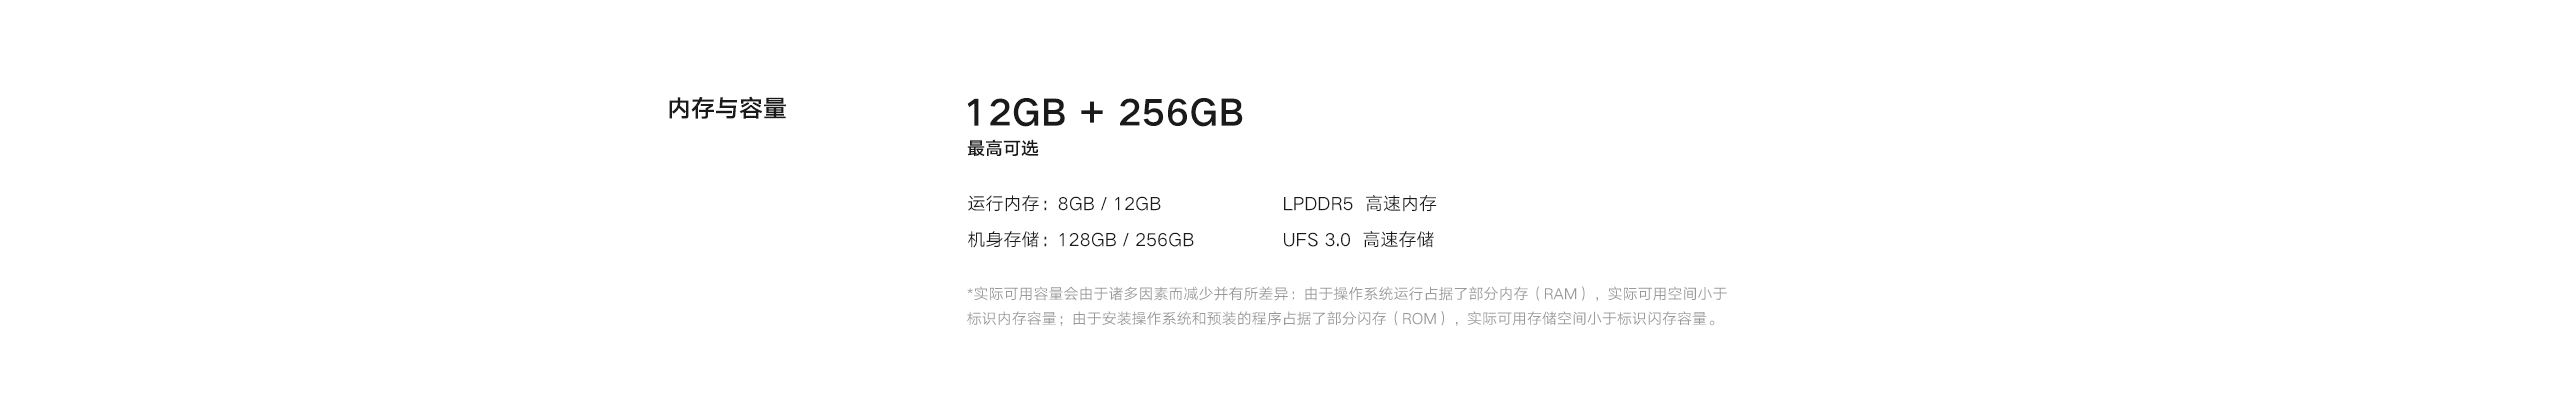 内存与容量
12GB + 256GB
最高可选
运行内存：8GB / 12GB LPDDR5 高速内存
机身存储：128GB / 256GB UFS 3.0 高速存储
*实际可用容量会由于诸多因素而减少并有所差异：由于操作系统运行占据了部分内存（RAM），实际可用空间小于
标识内存容量；由于安装操作系统和预装的程序占据了部分闪存（ROM），实际可用存储空间小于标识闪存容量。